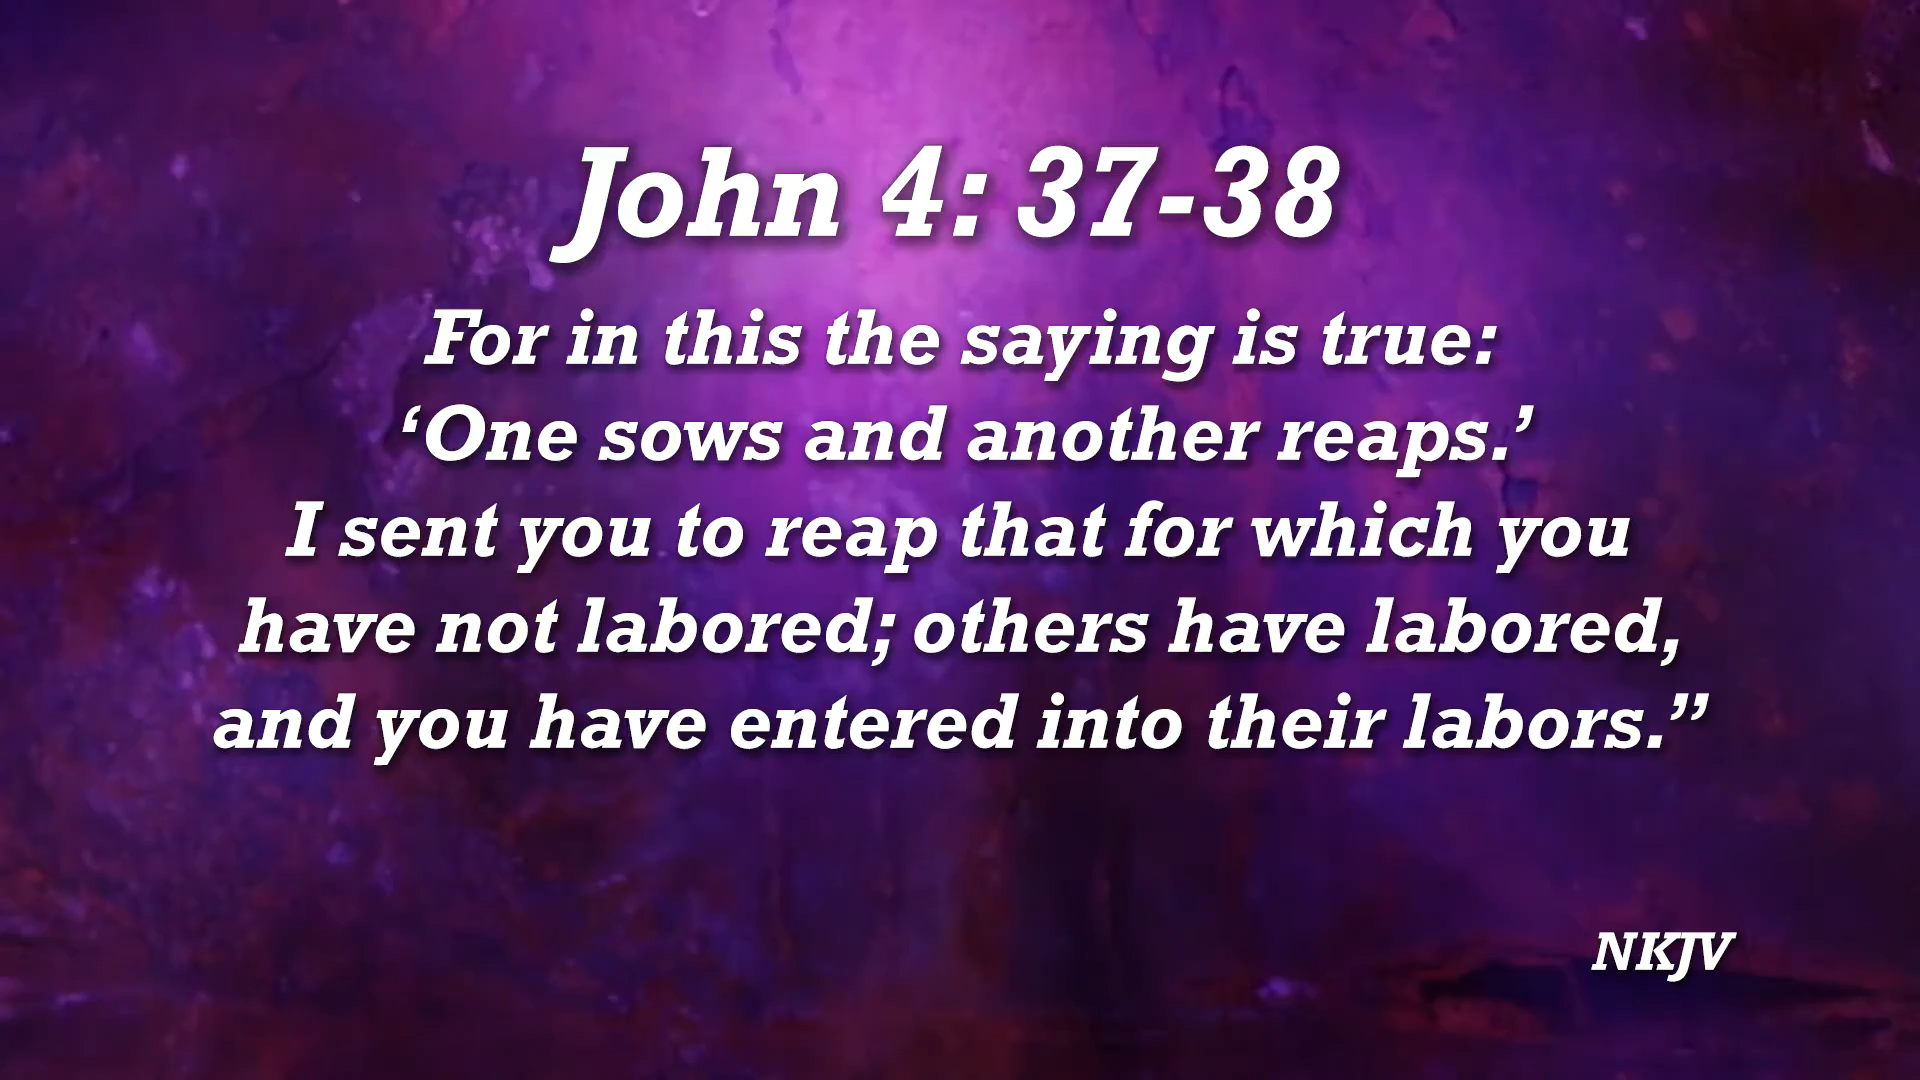 John 4: 37-38
For in this the saying is true:
‘One sows and another reaps.’
I sent you to reap that for which you
have not labored; others have labored,
and you have entered into their labors.”
NKJV